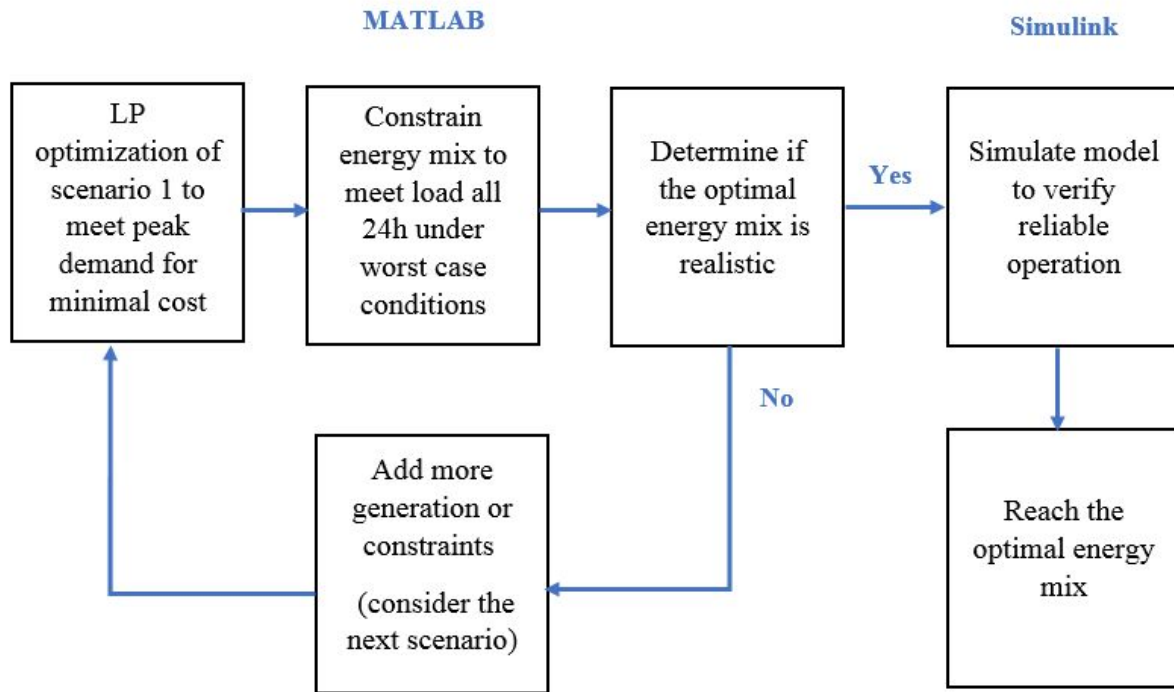 MATLAB
Simulink
LP
optimization of
scenario 1 to
meet peak
demand for
minimal cost
Constrain
energy mix to
meet load all
24h under
worst case
conditions
Determine if
the optimal
energy mix is
realistic
Yes
Simulate model
to verify
reliable
operation
No
Add more
generation or
constraints
(consider the
next scenario)
Reach the
optimal energy
mix